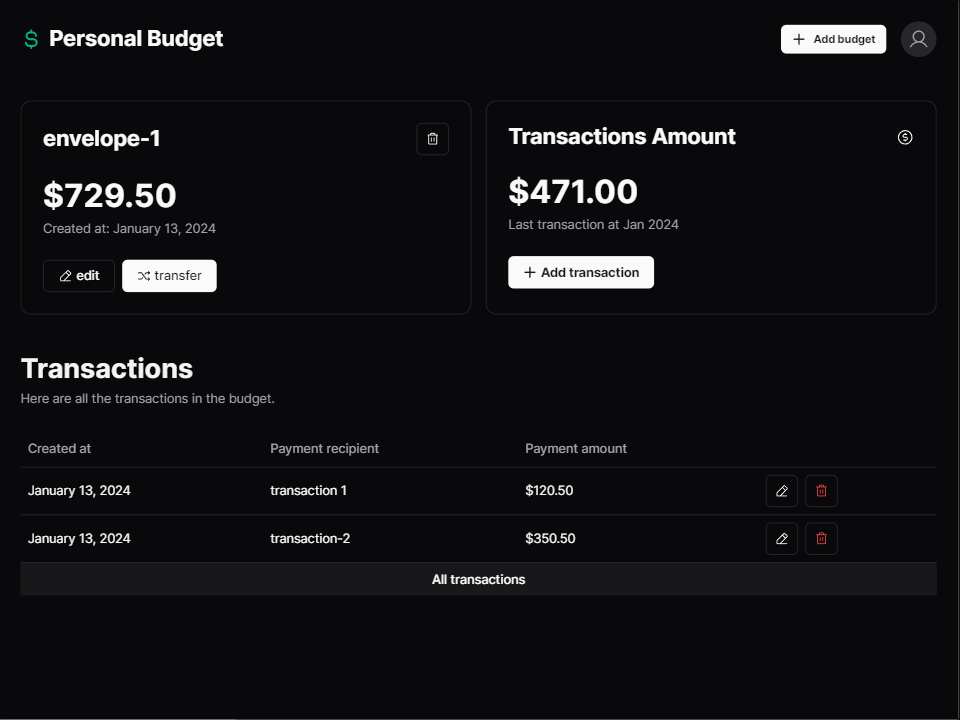 Personal Budget
Add budget
envelope-1
$729.50
Created at: January 13, 2024
edit
transfer
Transactions Amount
$471.00
Last transaction at Jan 2024
Add transaction
Transactions
Here are all the transactions in the budget.
Created at Payment recipient Payment amount
January 13, 2024 transaction 1 $120.50
January 13, 2024 transaction-2 $350.50
All transactions